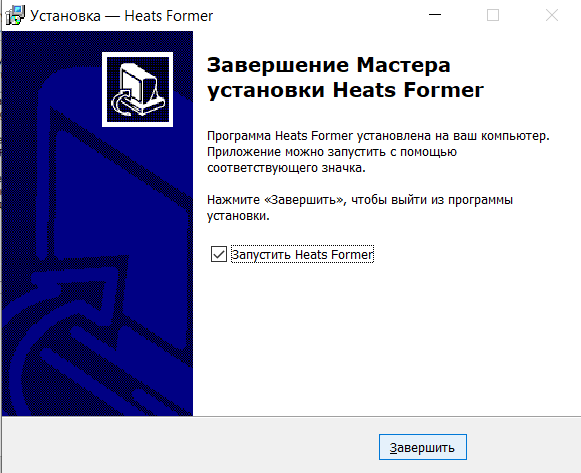 Установка — Heats Former
Завершение Мастера
установки Heats Former
Программа Heats Former установлена на ваш компьютер.
Приложение можно запустить с помощью
соответствующего значка.
Нажмите «Завершить», чтобы выйти из программы
установки.
Запустить Heats Former
Завершить